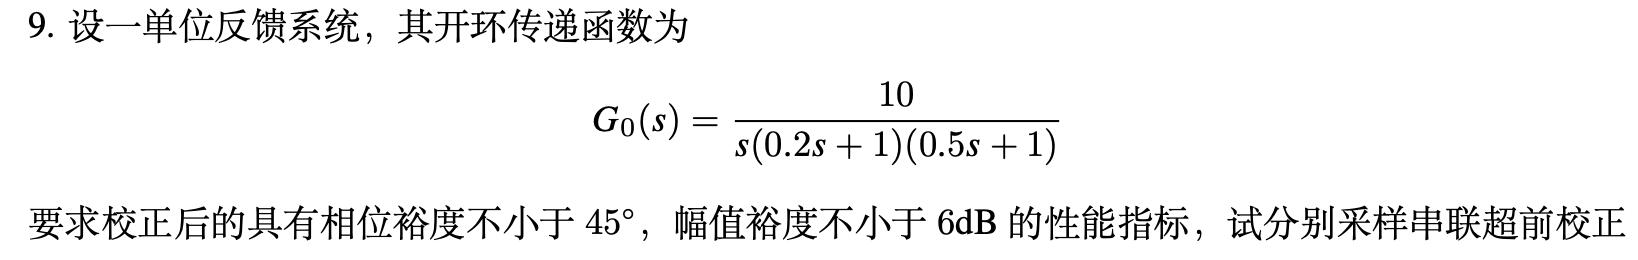 9. 设一单位反馈系统，其开环传递函数为
G₀(s) = 10 / s(0.2s + 1)(0.5s + 1)
要求校正后的具有相位裕度不小于 45°，幅值裕度不小于 6dB 的性能指标，试分别采样串联超前校正